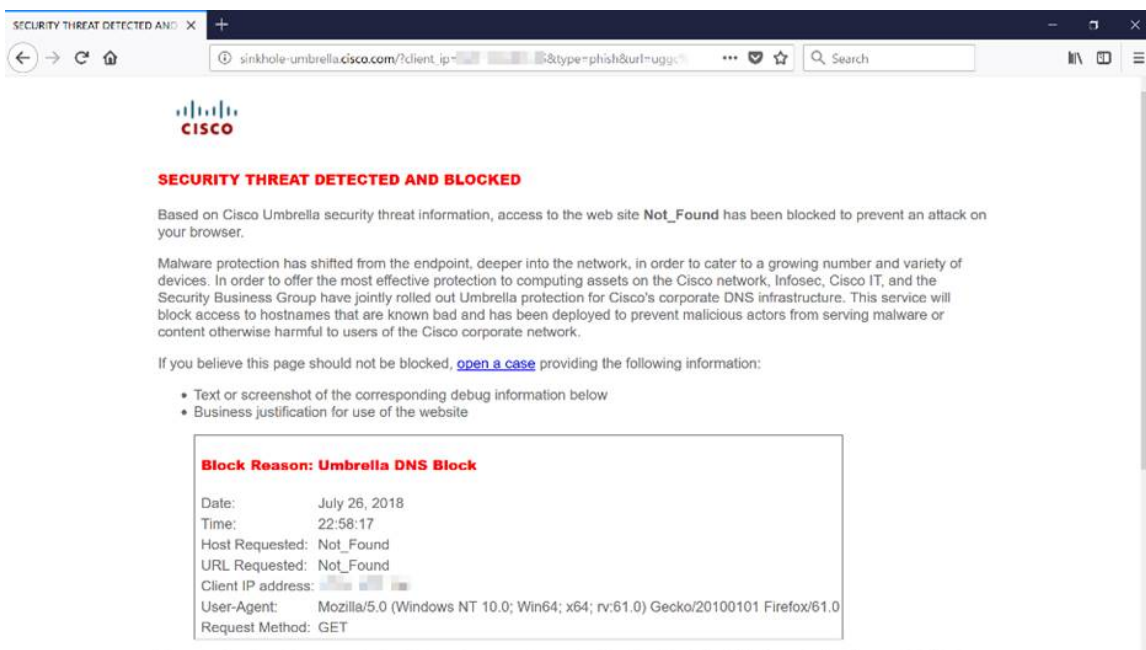 SECURITY THREAT DETECTED AND
sinkhole-umbrella.cisco.com/?client_ip=
&type=phish&url=uggc
Search
CISCO
SECURITY THREAT DETECTED AND BLOCKED
Based on Cisco Umbrella security threat information, access to the web site Not_Found has been blocked to prevent an attack on
your browser.
Malware protection has shifted from the endpoint, deeper into the network, in order to cater to a growing number and variety of
devices. In order to offer the most effective protection to computing assets on the Cisco network, Infosec, Cisco IT, and the
Security Business Group have jointly rolled out Umbrella protection for Cisco's corporate DNS infrastructure. This service will
block access to hostnames that are known bad and has been deployed to prevent malicious actors from serving malware or
content otherwise harmful to users of the Cisco corporate network.
If you believe this page should not be blocked, open a case providing the following information:
• Text or screenshot of the corresponding debug information below
• Business justification for use of the website
Block Reason: Umbrella DNS Block
Date: July 26, 2018
Time: 22:58:17
Host Requested: Not_Found
URL Requested: Not_Found
Client IP address:
User-Agent: Mozilla/5.0 (Windows NT 10.0; Win64; x64; rv:61.0) Gecko/20100101 Firefox/61.0
Request Method: GET